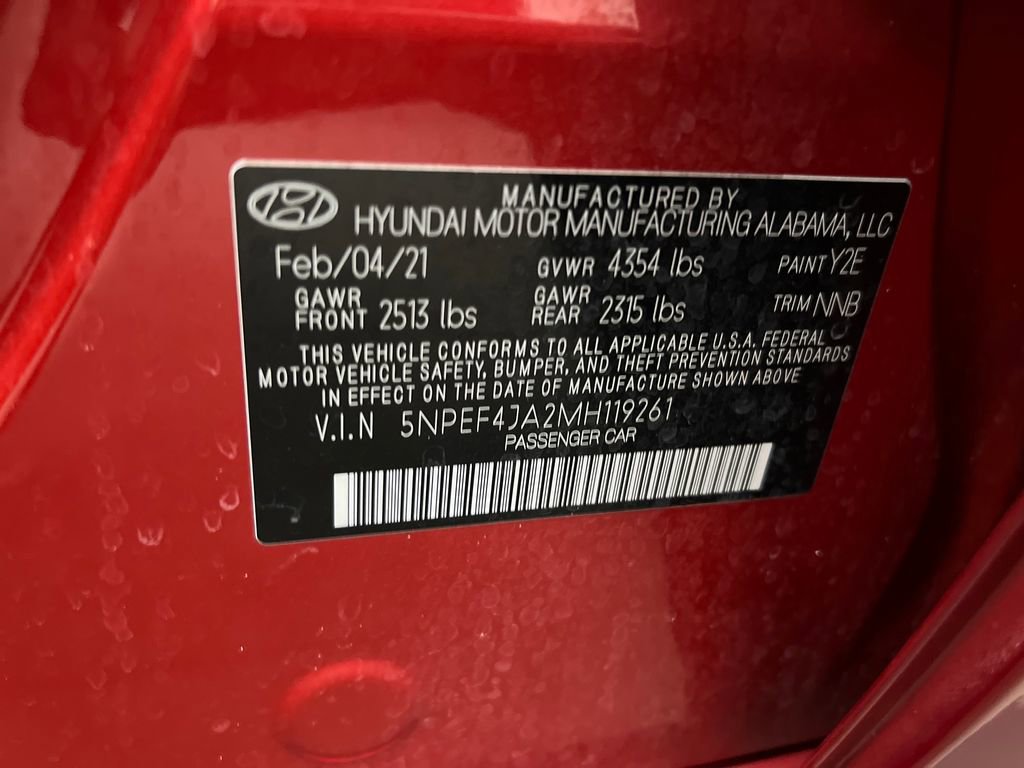 MANUFACTURED BY
HYUNDAI MOTOR MANUFACTURING ALABAMA, LLC
Feb/04/21 GVWR 4354 lbs PAINT Y2E
GAWR FRONT 2513 lbs GAWR REAR 2315 lbs TRIM NNB
THIS VEHICLE CONFORMS TO ALL APPLICABLE U.S.A. FEDERAL
MOTOR VEHICLE SAFETY, BUMPER, AND THEFT PREVENTION STANDARDS
IN EFFECT ON THE DATE OF MANUFACTURE SHOWN ABOVE
V.I.N 5NPEF4JA2MH119261
PASSENGER CAR